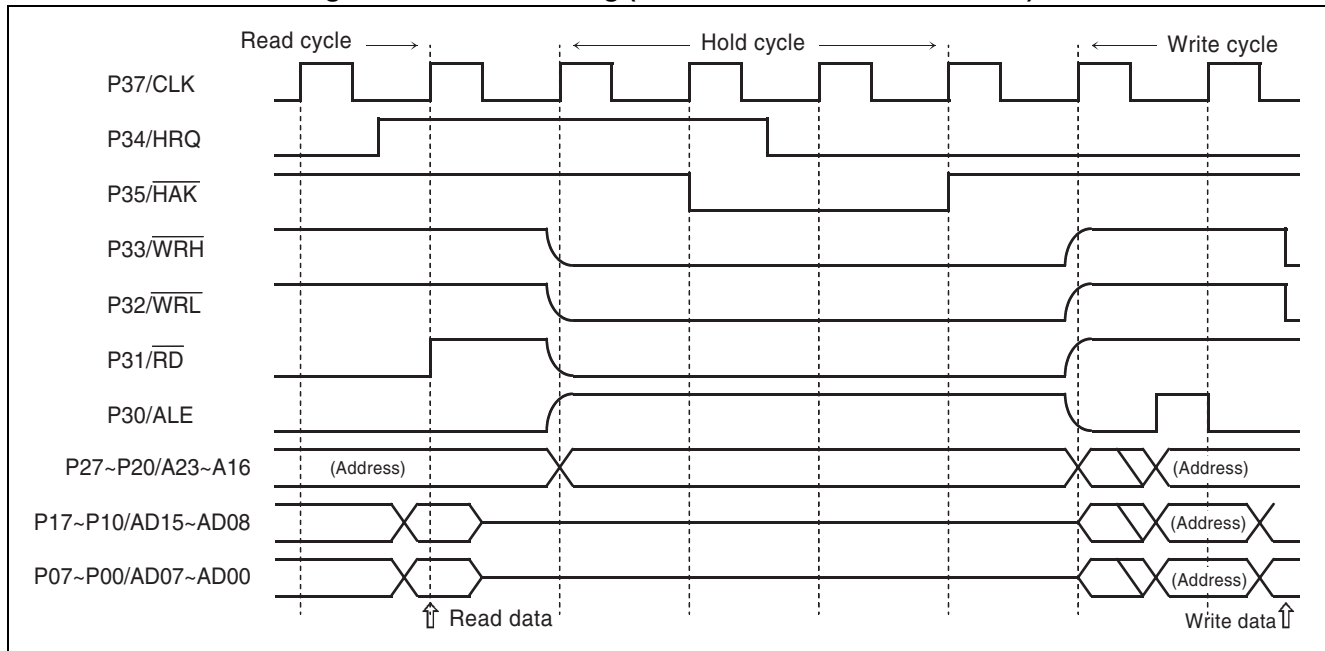 Read cycle
Hold cycle
Write cycle
P37/CLK
P34/HRQ
P35/HAK
P33/WRH
P32/WRL
P31/RD
P30/ALE
P27~P20/A23~A16 (Address) (Address)
P17~P10/AD15~AD08 (Address)
P07~P00/AD07~AD00 (Address)
Read data
Write data